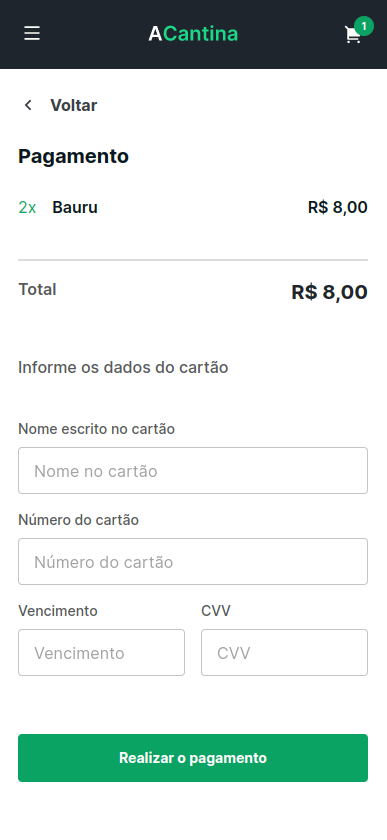 ACantina
1
Voltar
Pagamento
2x Bauru R$ 8,00
Total R$ 8,00
Informe os dados do cartão
Nome escrito no cartão
Nome no cartão
Número do cartão
Número do cartão
Vencimento CVV
Vencimento CVV
Realizar o pagamento